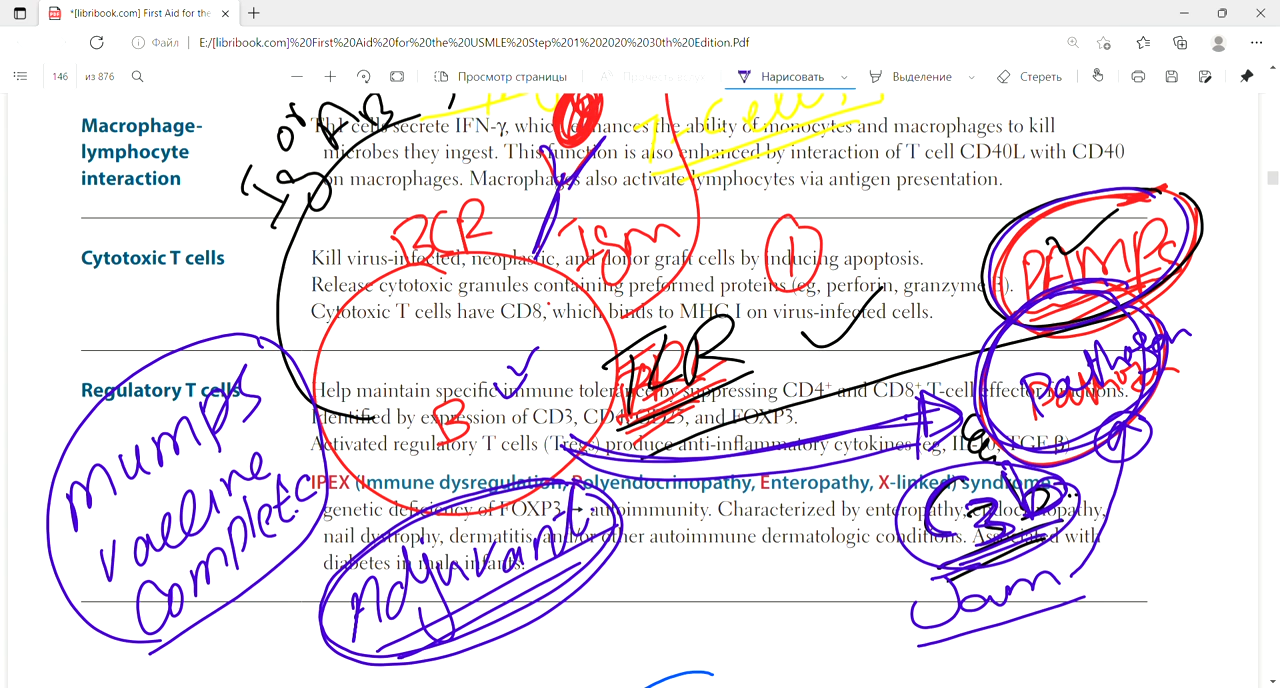 *[libribook.com] First Aid for the
Файл
E:/[libribook.com]%20First%20Aid%20for%20the%20USMLE%20Step%201%202020%2030th%20Edition.Pdf
146 из 876
Просмотр страницы
Нарисовать
Выделение
Стереть
T-cell
Macrophage-
lymphocyte
interaction
Th1 cells secrete IFN-γ, which enhances the ability of monocytes and macrophages to kill
microbes they ingest. This function is also enhanced by interaction of T cell CD40L with CD40
on macrophages. Macrophages also activate lymphocytes via antigen presentation.
BCR
IgM
1
PAMPs
Cytotoxic T cells
Kill virus-infected, neoplastic, and donor graft cells by inducing apoptosis.
Release cytotoxic granules containing preformed proteins (eg, perforin, granzyme B).
Cytotoxic T cells have CD8, which binds to MHC I on virus-infected cells.
TLR
Pathogen
B
Regulatory T cells
Help maintain specific immune tolerance by suppressing CD4+ and CD8+ T-cell effector functions.
Identified by expression of CD3, CD4, CD25, and FOXP3.
Activated regulatory T cells (Tregs) produce anti-inflammatory cytokines (eg, IL-10, TGF-β).
IPEX (Immune dysregulation, Polyendocrinopathy, Enteropathy, X-linked) syndrome—
genetic deficiency of FOXP3 → autoimmunity. Characterized by enteropathy, endocrinopathy,
nail dystrophy, dermatitis, and/or other autoimmune dermatologic conditions. Associated with
diabetes in male infants.
mumps
vaccine
complete
Adjuvant
C3D